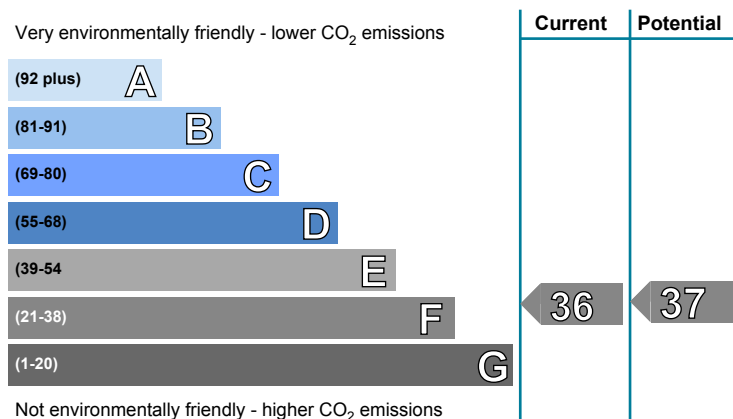 Very environmentally friendly - lower CO₂ emissions
Current
Potential
(92 plus) A
(81-91) B
(69-80) C
(55-68) D
(39-54 E
(21-38) F
36
37
(1-20) G
Not environmentally friendly - higher CO₂ emissions